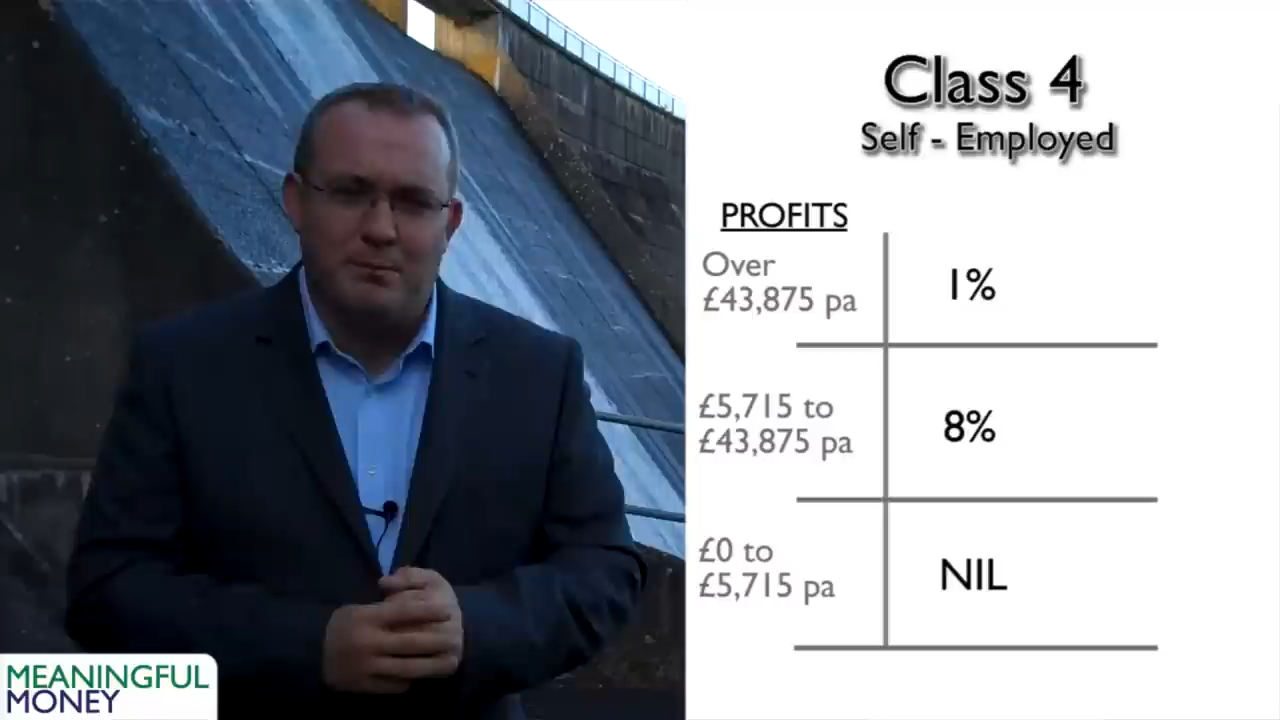 Class 4
Self - Employed
PROFITS
Over
£43,875 pa
1%
£5,715 to
£43,875 pa
8%
£0 to
£5,715 pa
NIL
MEANINGFUL
MONEY